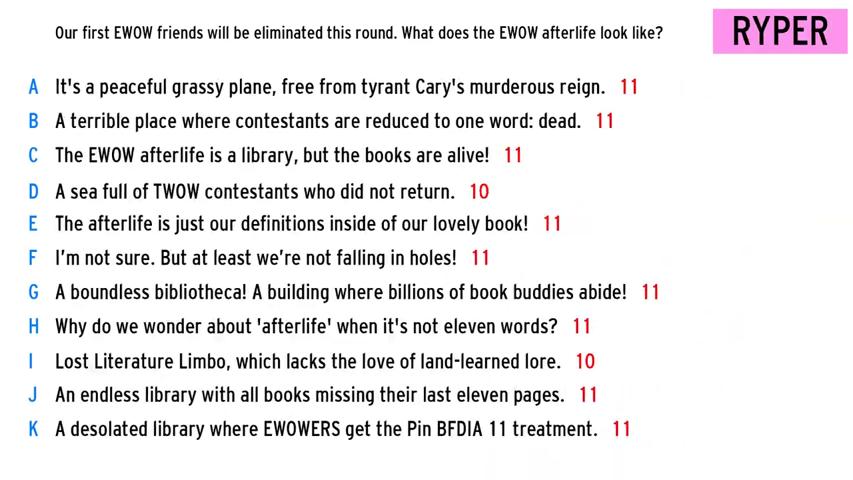 Our first EWOW friends will be eliminated this round. What does the EWOW afterlife look like? RYPER
A It's a peaceful grassy plane, free from tyrant Cary's murderous reign. 11
B A terrible place where contestants are reduced to one word: dead. 11
C The EWOW afterlife is a library, but the books are alive! 11
D A sea full of TWOW contestants who did not return. 10
E The afterlife is just our definitions inside of our lovely book! 11
F I’m not sure. But at least we’re not falling in holes! 11
G A boundless bibliotheca! A building where billions of book buddies abide! 11
H Why do we wonder about 'afterlife' when it's not eleven words? 11
I Lost Literature Limbo, which lacks the love of land-learned lore. 10
J An endless library with all books missing their last eleven pages. 11
K A desolated library where EWOWERS get the Pin BFDIA 11 treatment. 11